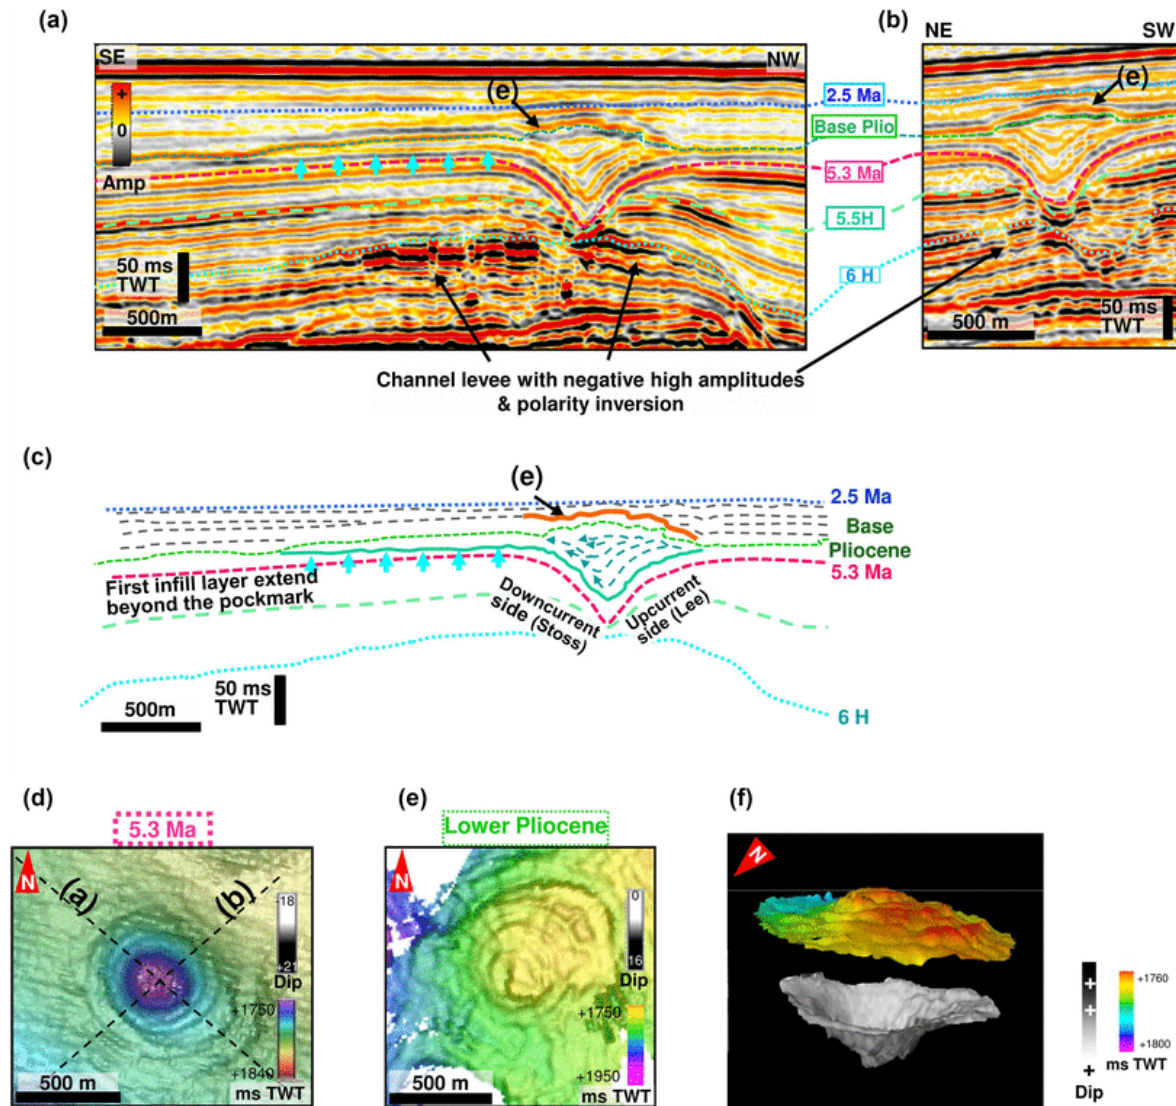 (a)
(b)
SE
NW
NE
SW
+
0
Amp
(e)
(e)
2.5 Ma
Base Plio
5.3 Ma
5.5H
6 H
50 ms
TWT
500m
500 m
50 ms
TWT
Channel levee with negative high amplitudes
& polarity inversion
(c)
(e)
2.5 Ma
Base
Pliocene
5.3 Ma
First infill layer extend
beyond the pockmark
Downcurrent
side (Stoss)
Upcurrent
side (Lee)
50 ms
TWT
500m
6 H
(d)
5.3 Ma
N
(a)
(b)
-18
+21
Dip
+1750
+1840
ms TWT
500 m
(e)
Lower Pliocene
N
0
16
Dip
+1750
+1950
ms TWT
500 m
(f)
N
+
+
+
Dip
+1760
+1800
ms TWT